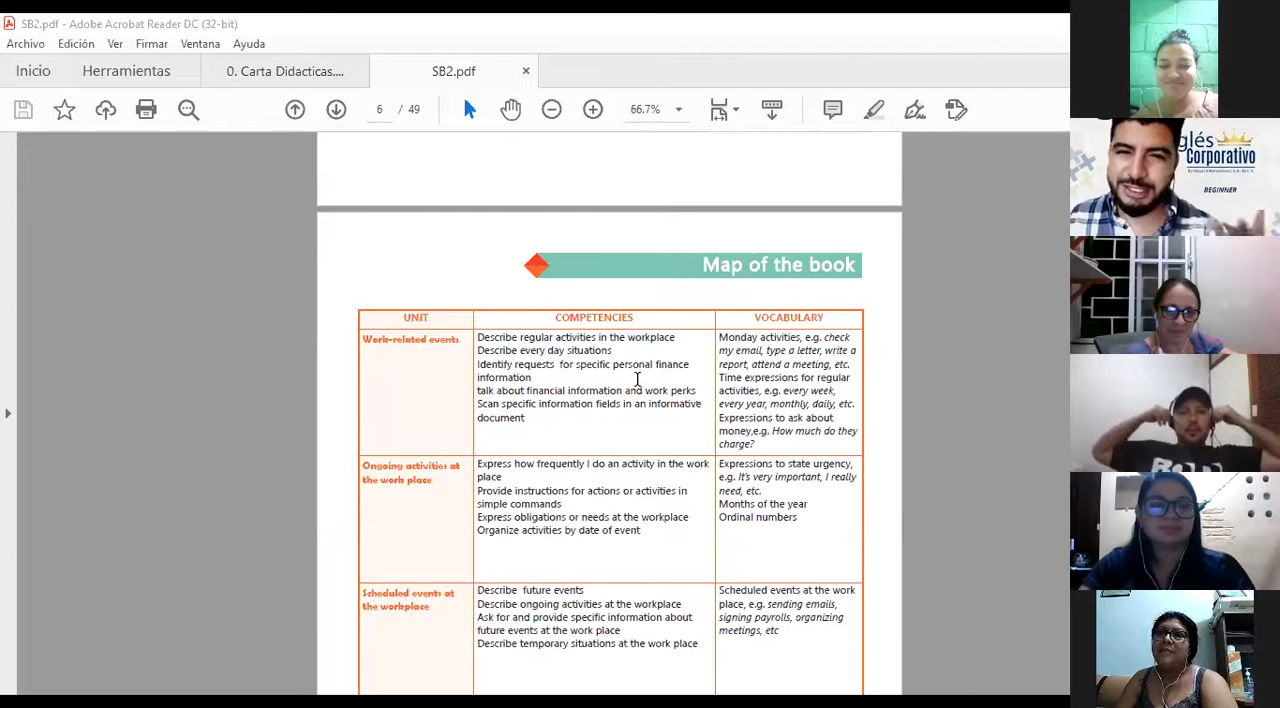 SB2.pdf - Adobe Acrobat Reader DC (32-bit)
Archivo Edición Ver Firmar Ventana Ayuda
Inicio Herramientas 0. Carta Didacticas.... SB2.pdf ×
6 / 49 66.7%
Map of the book
UNIT COMPETENCIES VOCABULARY
Work-related events
Describe regular activities in the workplace
Describe every day situations
Identify requests for specific personal finance
information
talk about financial information and work perks
Scan specific information fields in an informative
document
Monday activities, e.g. check
my email, type a letter, write a
report, attend a meeting, etc.
Time expressions for regular
activities, e.g. every week,
every year, monthly, daily, etc.
Expressions to ask about
money,e.g. How much do they
charge?
Ongoing activities at
the work place
Express how frequently I do an activity in the work
place
Provide instructions for actions or activities in
simple commands
Express obligations or needs at the workplace
Organize activities by date of event
Expressions to state urgency,
e.g. It's very important, I really
need, etc.
Months of the year
Ordinal numbers
Scheduled events at
the workplace
Describe future events
Describe ongoing activities at the workplace
Ask for and provide specific information about
future events at the work place
Describe temporary situations at the work place
Scheduled events at the work
place, e.g. sending emails,
signing payrolls, organizing
meetings, etc
glés
Corporativo
BEGINNER